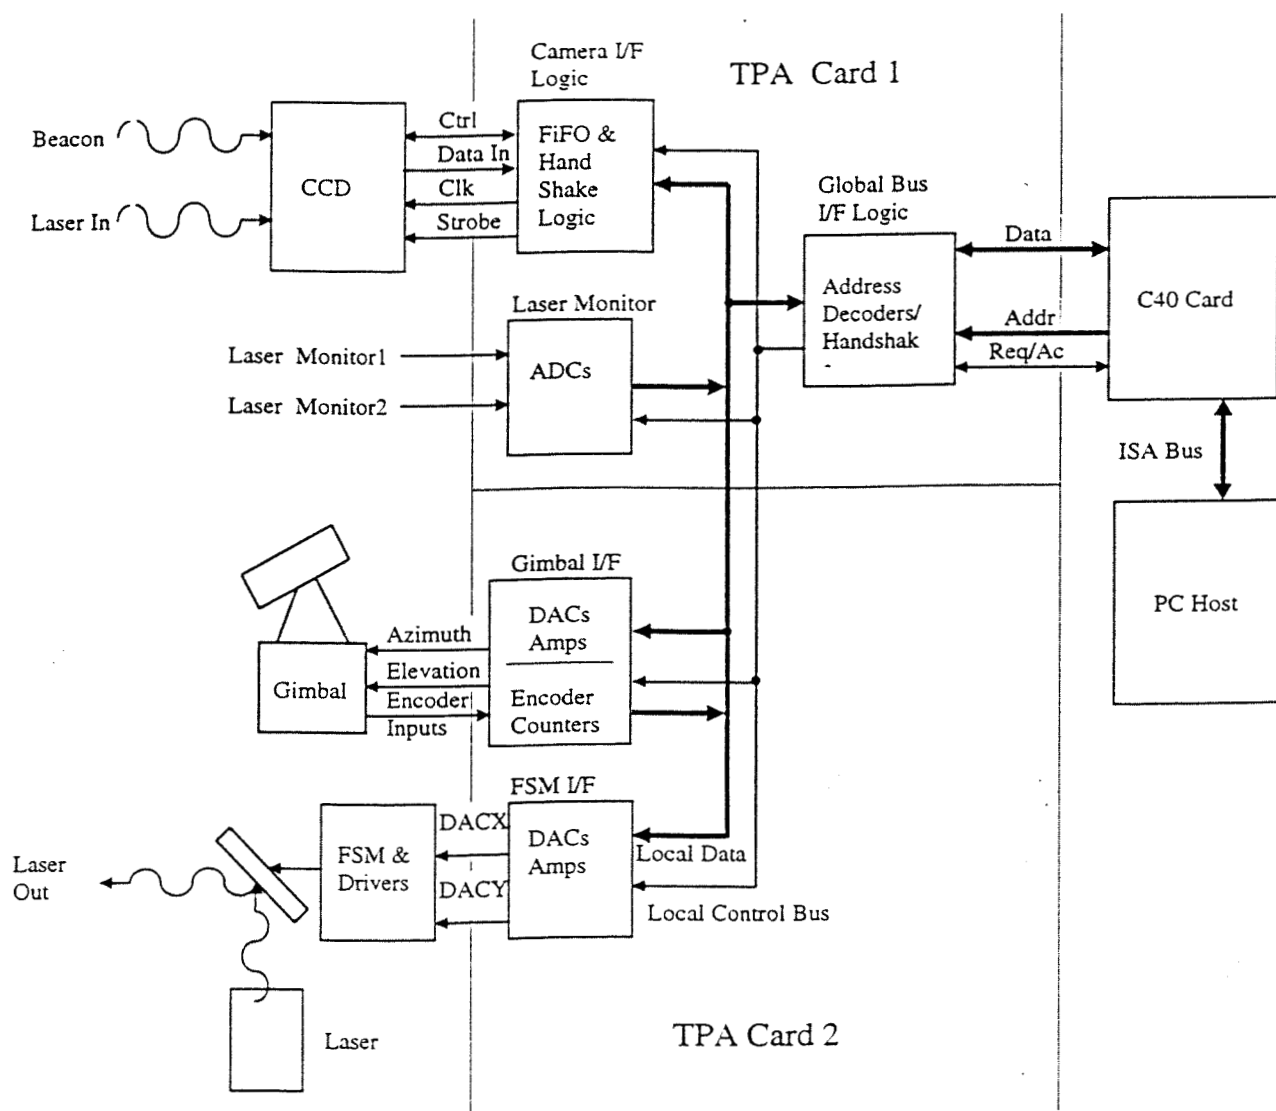 Camera I/F
Logic
TPA Card 1
Beacon
Laser In
CCD
Ctrl
Data In
Clk
Strobe
FiFO &
Hand
Shake
Logic
Global Bus
I/F Logic
Address
Decoders/
Handshak
-
Data
Addr
Req/Ac
C40 Card
ISA Bus
PC Host
Laser Monitor
Laser Monitor1
Laser Monitor2
ADCs
Gimbal I/F
DACs
Amps
Encoder
Counters
Azimuth
Elevation
Encoder
Inputs
Gimbal
FSM I/F
DACs
Amps
DACX
DACY
FSM &
Drivers
Local Data
Local Control Bus
Laser
Out
Laser
TPA Card 2